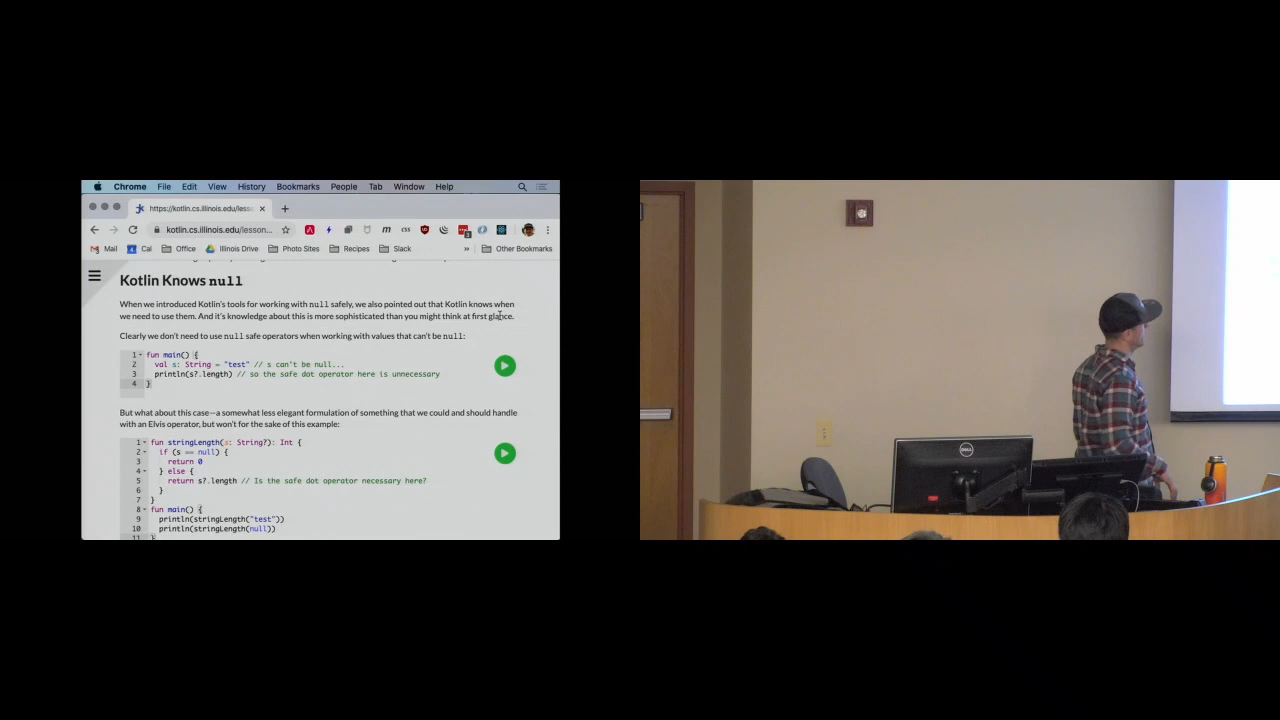 Chrome File Edit View History Bookmarks People Tab Window Help
https://kotlin.cs.illinois.edu/less
kotlin.cs.illinois.edu/lesson...
Mail Cal Office Illinois Drive Photo Sites Recipes Slack » Other Bookmarks
Kotlin Knows null
When we introduced Kotlin's tools for working with null safely, we also pointed out that Kotlin knows when
we need to use them. And it's knowledge about this is more sophisticated than you might think at first glance.
Clearly we don't need to use null safe operators when working with values that can't be null:
1 fun main() {
2 val s: String = "test" // s can't be null...
3 println(s?.length) // so the safe dot operator here is unnecessary
4 }
But what about this case—a somewhat less elegant formulation of something that we could and should handle
with an Elvis operator, but won't for the sake of this example:
1 fun stringLength(s: String?): Int {
2 if (s == null) {
3 return 0
4 } else {
5 return s?.length // Is the safe dot operator necessary here?
6 }
7 }
8 fun main() {
9 println(stringLength("test"))
10 println(stringLength(null))
11 }
DELL